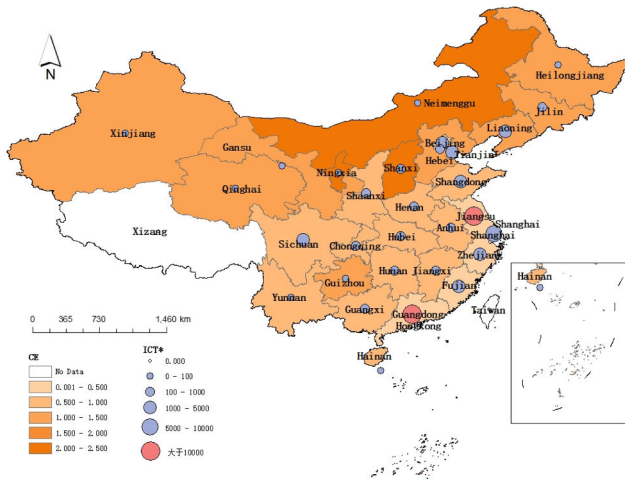 N
Heilongjiang
Neimenggu
Jilin
Xinjiang
Liaoning
Gansu
Beijing
Tianjin
Hebei
Ningxia
Shanxi
Qinghai
Shandong
Shaanxi
Henan
Jiangsu
Xizang
Shanghai
Anhui
Shanghai
Hubei
Sichuan
Chongqing
Zhejiang
Hunan
Jiangxi
Hainan
Guizhou
Fujian
Yunnan
Guangxi
Guangdong
Taiwan
HongKong
0 365 730 1,460 km
Hainan
CE
No Data
0.001 - 0.500
0.500 - 1.000
1.000 - 1.500
1.500 - 2.000
2.000 - 2.500
ICT*
0.000
0 - 100
100 - 1000
1000 - 5000
5000 - 10000
大于10000